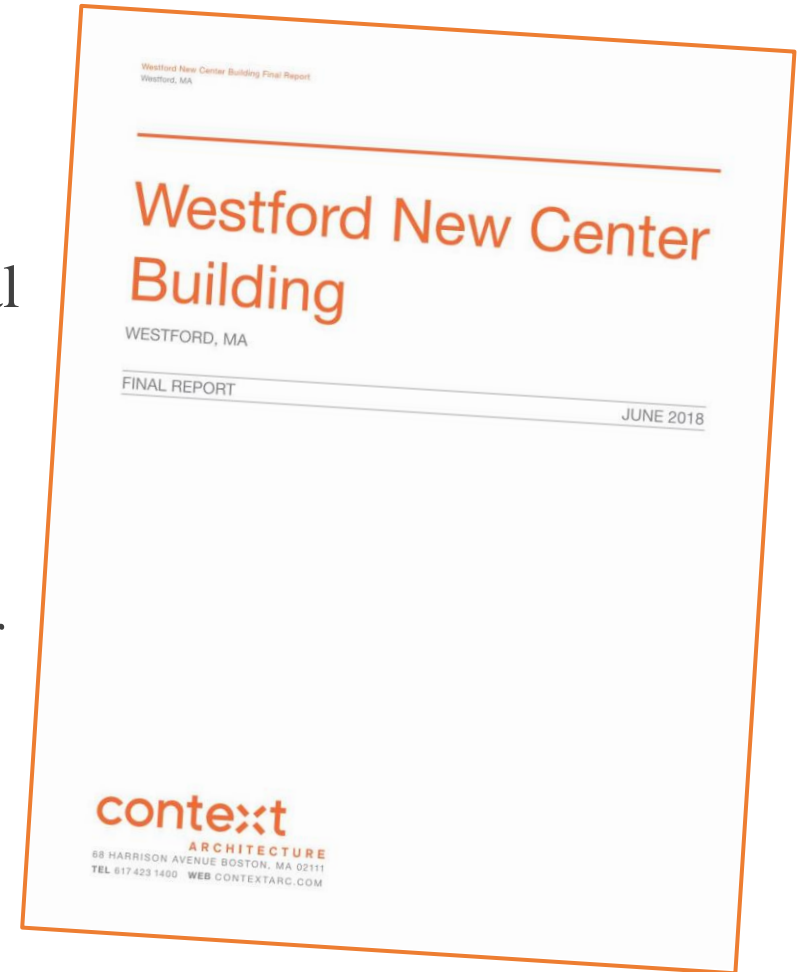 Westford New Center Building Final Report
Westford, MA
Westford New Center
Building
WESTFORD, MA
FINAL REPORT JUNE 2018
context
ARCHITECTURE
68 HARRISON AVENUE BOSTON, MA 02111
TEL 617 423 1400 WEB CONTEXTARC.COM